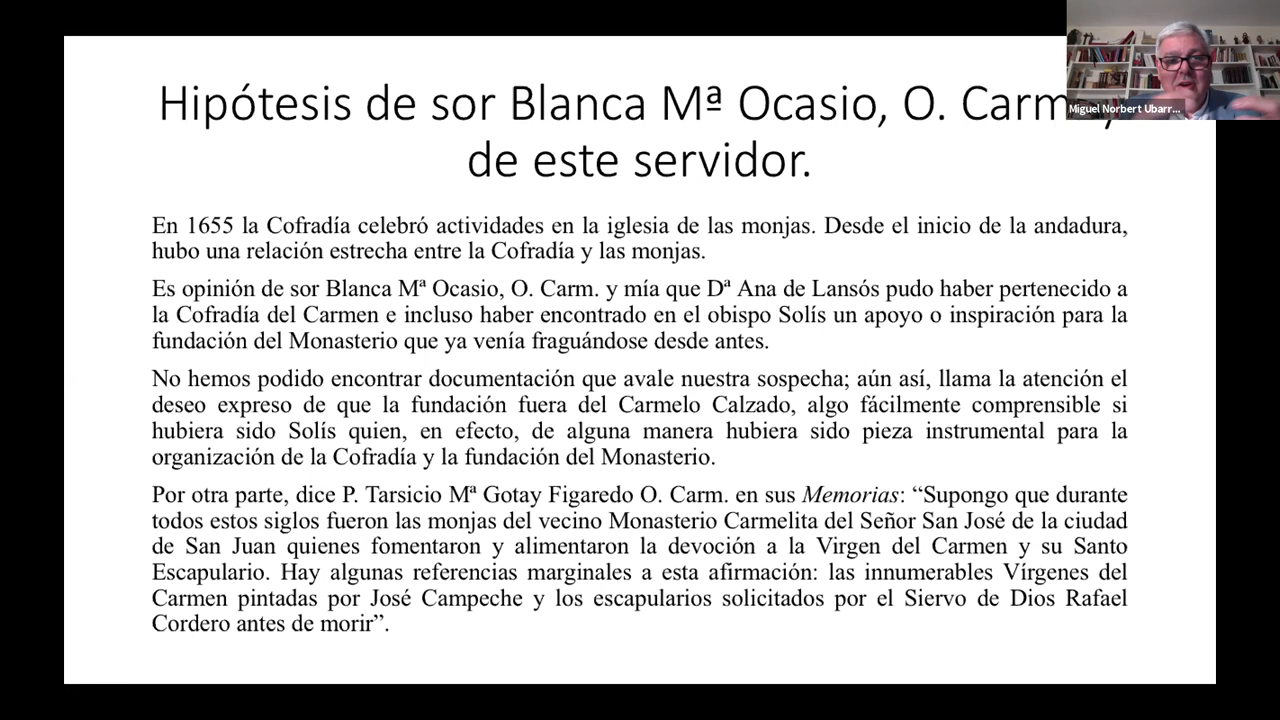 Hipótesis de sor Blanca Mª Ocasio, O. Carm
de este servidor.
Miguel Norbert Ubarr...
En 1655 la Cofradía celebró actividades en la iglesia de las monjas. Desde el inicio de la andadura,
hubo una relación estrecha entre la Cofradía y las monjas.
Es opinión de sor Blanca Mª Ocasio, O. Carm. y mía que Dª Ana de Lansós pudo haber pertenecido a
la Cofradía del Carmen e incluso haber encontrado en el obispo Solís un apoyo o inspiración para la
fundación del Monasterio que ya venía fraguándose desde antes.
No hemos podido encontrar documentación que avale nuestra sospecha; aún así, llama la atención el
deseo expreso de que la fundación fuera del Carmelo Calzado, algo fácilmente comprensible si
hubiera sido Solís quien, en efecto, de alguna manera hubiera sido pieza instrumental para la
organización de la Cofradía y la fundación del Monasterio.
Por otra parte, dice P. Tarsicio Mª Gotay Figaredo O. Carm. en sus Memorias: “Supongo que durante
todos estos siglos fueron las monjas del vecino Monasterio Carmelita del Señor San José de la ciudad
de San Juan quienes fomentaron y alimentaron la devoción a la Virgen del Carmen y su Santo
Escapulario. Hay algunas referencias marginales a esta afirmación: las innumerables Vírgenes del
Carmen pintadas por José Campeche y los escapularios solicitados por el Siervo de Dios Rafael
Cordero antes de morir”.